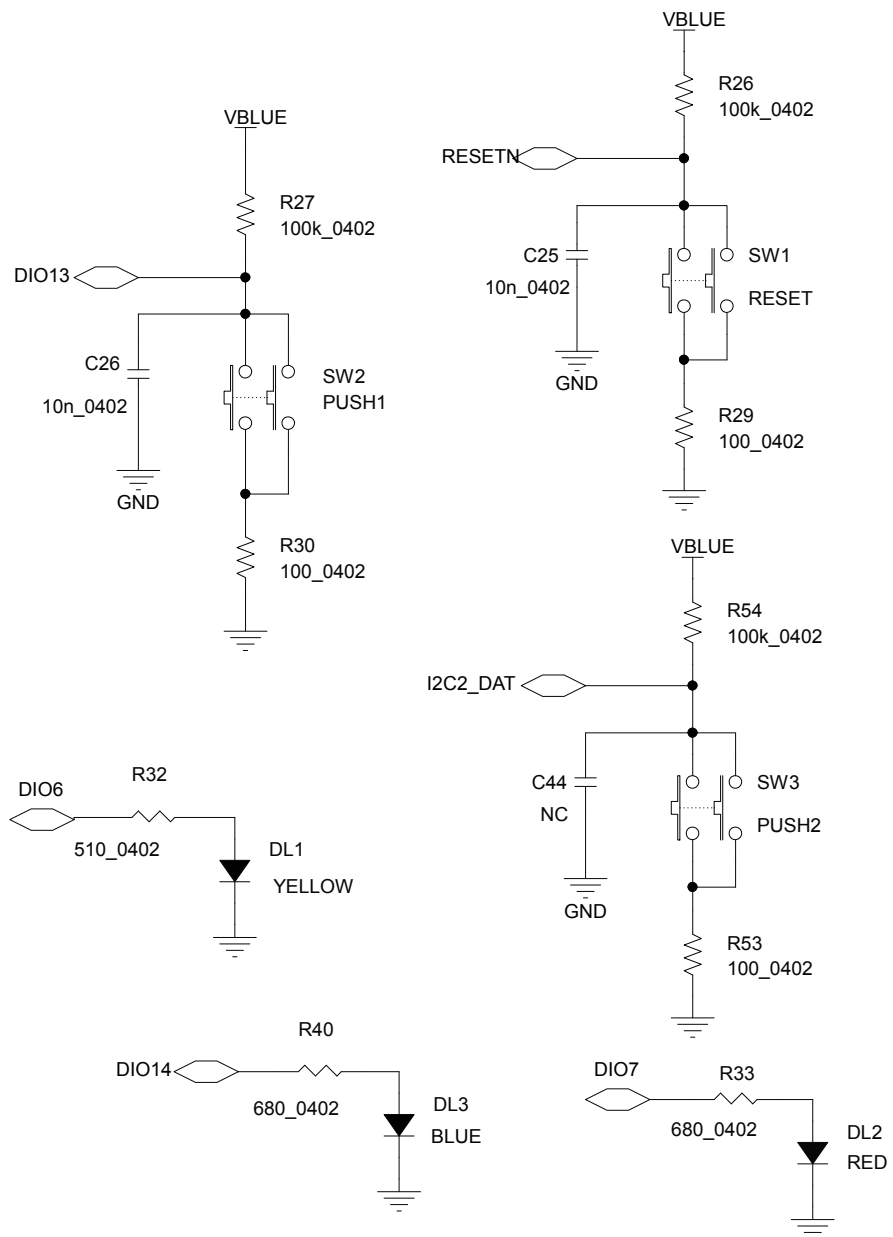 VBLUE
R26
100k_0402
RESETN
C25
10n_0402
SW1
RESET
GND
R29
100_0402
VBLUE
R27
100k_0402
DIO13
C26
10n_0402
SW2
PUSH1
GND
R30
100_0402
VBLUE
R54
100k_0402
I2C2_DAT
C44
NC
SW3
PUSH2
GND
R53
100_0402
R32
DIO6
510_0402
DL1
YELLOW
R40
DIO14
680_0402
DL3
BLUE
DIO7
R33
680_0402
DL2
RED